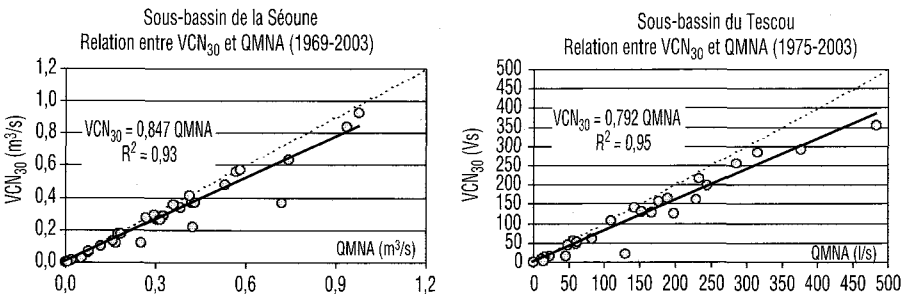 Sous-bassin de la Séoune
Relation entre VCN30 et QMNA (1969-2003)
1,2
1,0
0,8
0,6
0,4
0,2
0,0
VCN30 (m³/s)
VCN30 = 0,847 QMNA
R² = 0,93
QMNA (m³/s)
0,0 0,3 0,6 0,9 1,2
Sous-bassin du Tescou
Relation entre VCN30 et QMNA (1975-2003)
500
450
400
350
300
250
200
150
100
50
0
VCN30 (Vs)
VCN30 = 0,792 QMNA
R² = 0,95
QMNA (l/s)
0 50 100 150 200 250 300 350 400 450 500